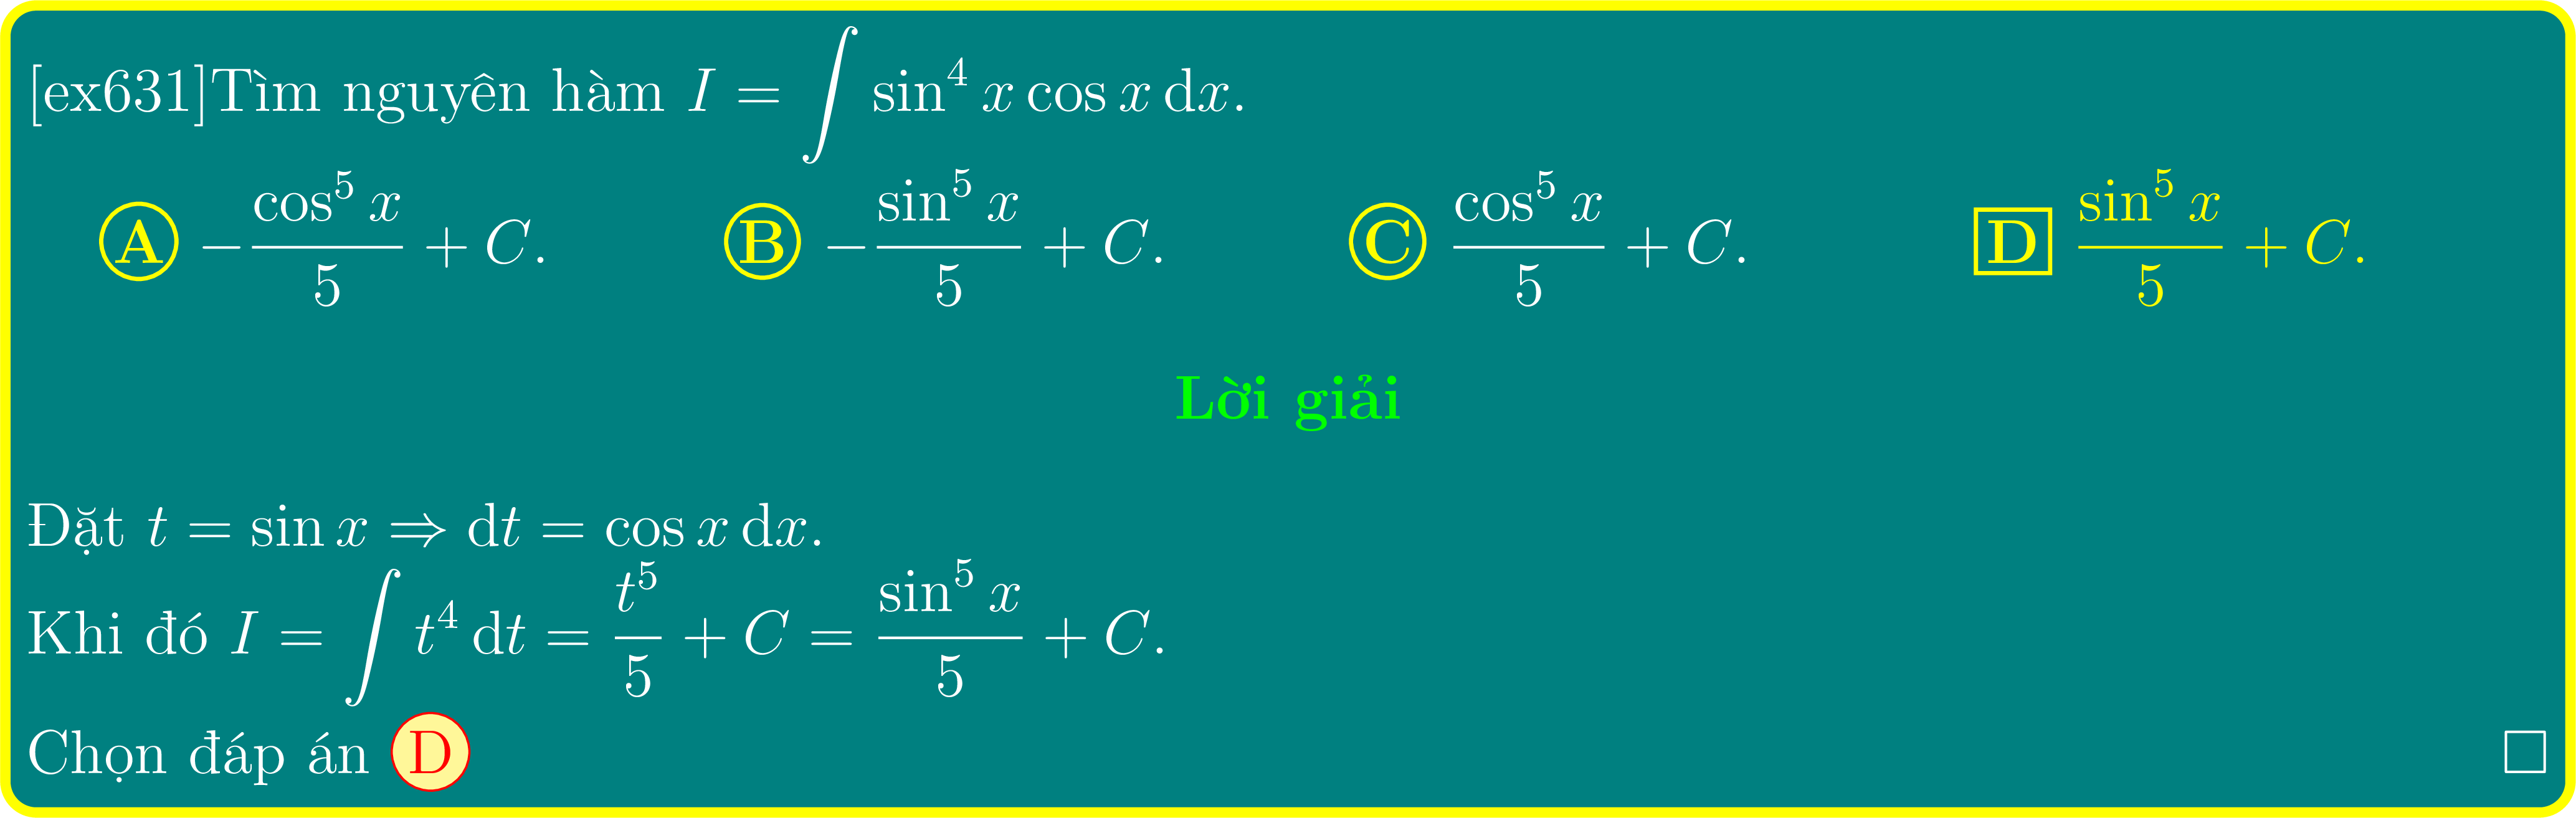 [ex631]Tìm nguyên hàm $I = \int \sin^4 x \cos x \, \mathrm{d}x.$
Ⓐ $-\frac{\cos^5 x}{5} + C.$ Ⓑ $-\frac{\sin^5 x}{5} + C.$ Ⓒ $\frac{\cos^5 x}{5} + C.$ D $\frac{\sin^5 x}{5} + C.$
Lời giải
Đặt $t = \sin x \Rightarrow \mathrm{d}t = \cos x \, \mathrm{d}x.$
Khi đó $I = \int t^4 \, \mathrm{d}t = \frac{t^5}{5} + C = \frac{\sin^5 x}{5} + C.$
Chọn đáp án Ⓓ □